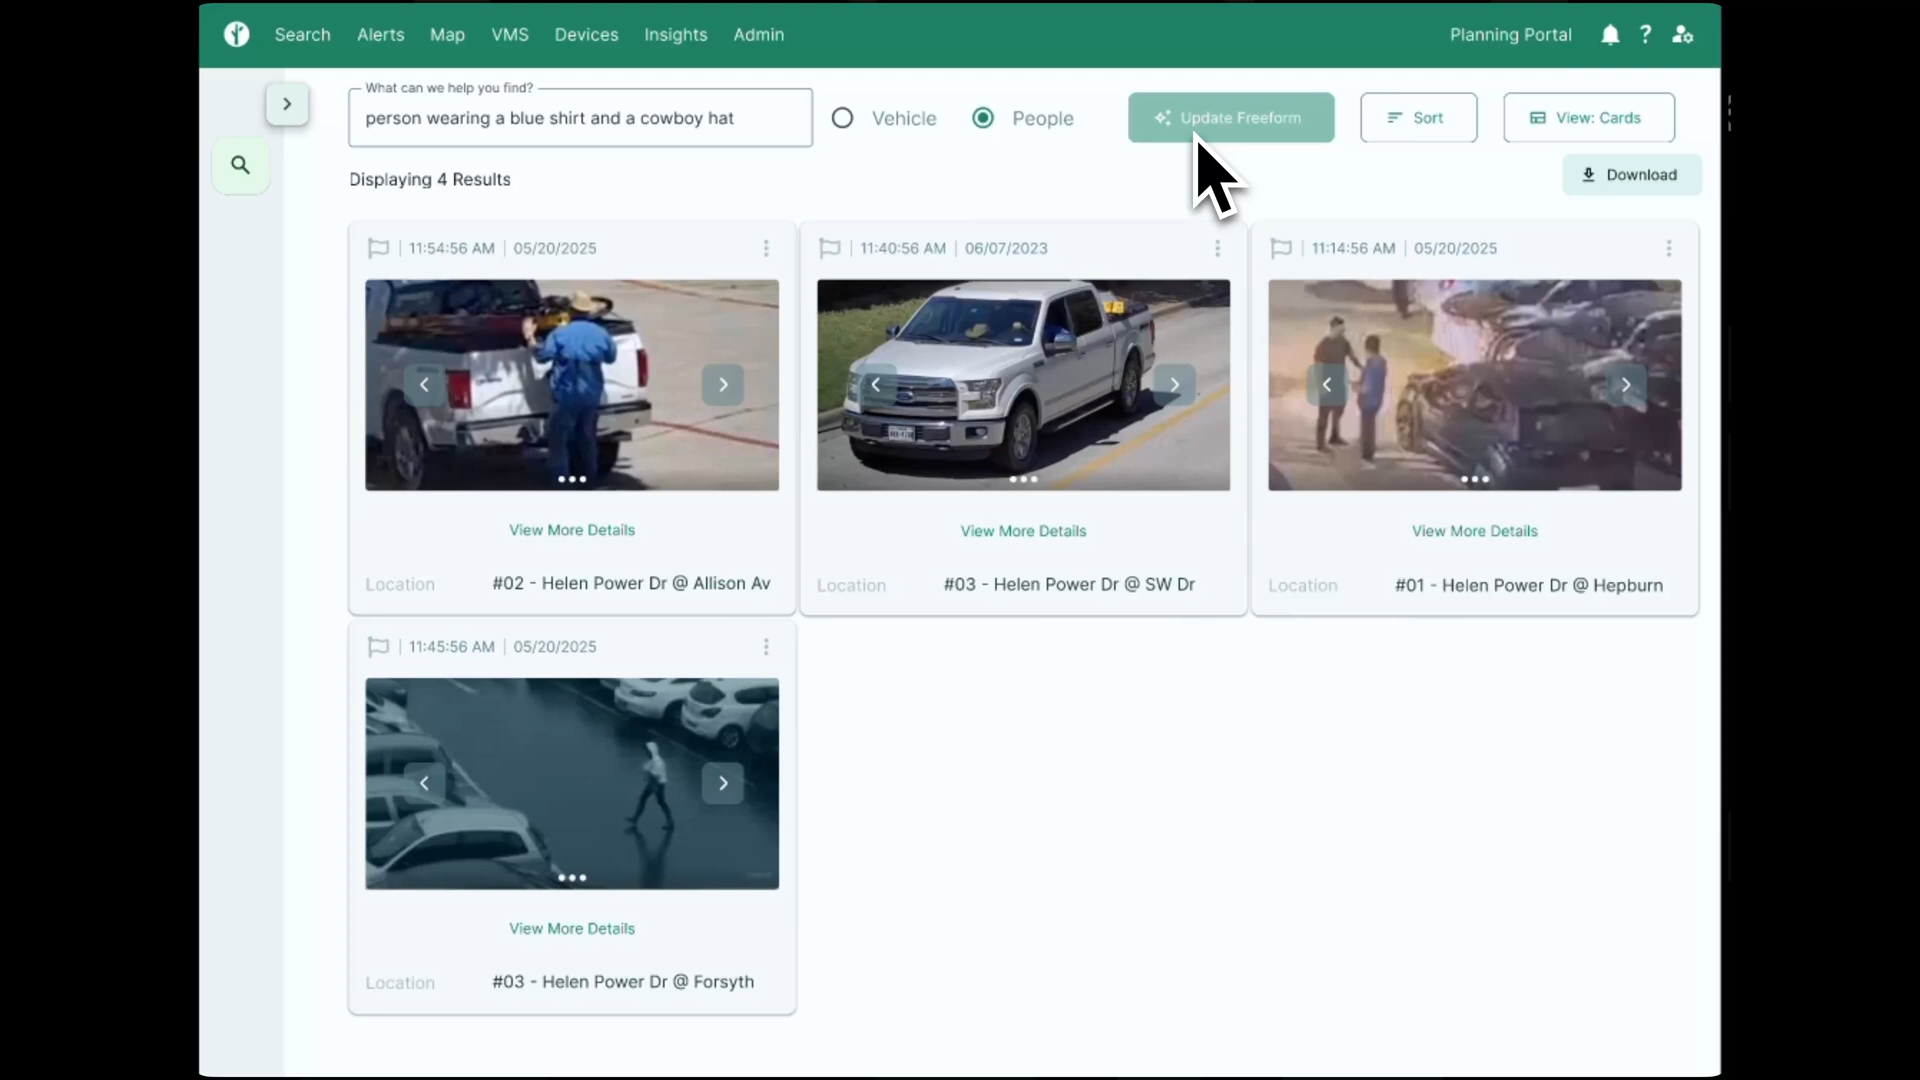 Search Alerts Map VMS Devices Insights Admin Planning Portal ?
What can we help you find?
person wearing a blue shirt and a cowboy hat Vehicle People Update Freeform Sort View: Cards
Displaying 4 Results Download
11:54:56 AM | 05/20/2025
View More Details
Location #02 - Helen Power Dr @ Allison Av
11:40:56 AM | 06/07/2023
View More Details
Location #03 - Helen Power Dr @ SW Dr
11:14:56 AM | 05/20/2025
View More Details
Location #01 - Helen Power Dr @ Hepburn
11:45:56 AM | 05/20/2025
View More Details
Location #03 - Helen Power Dr @ Forsyth